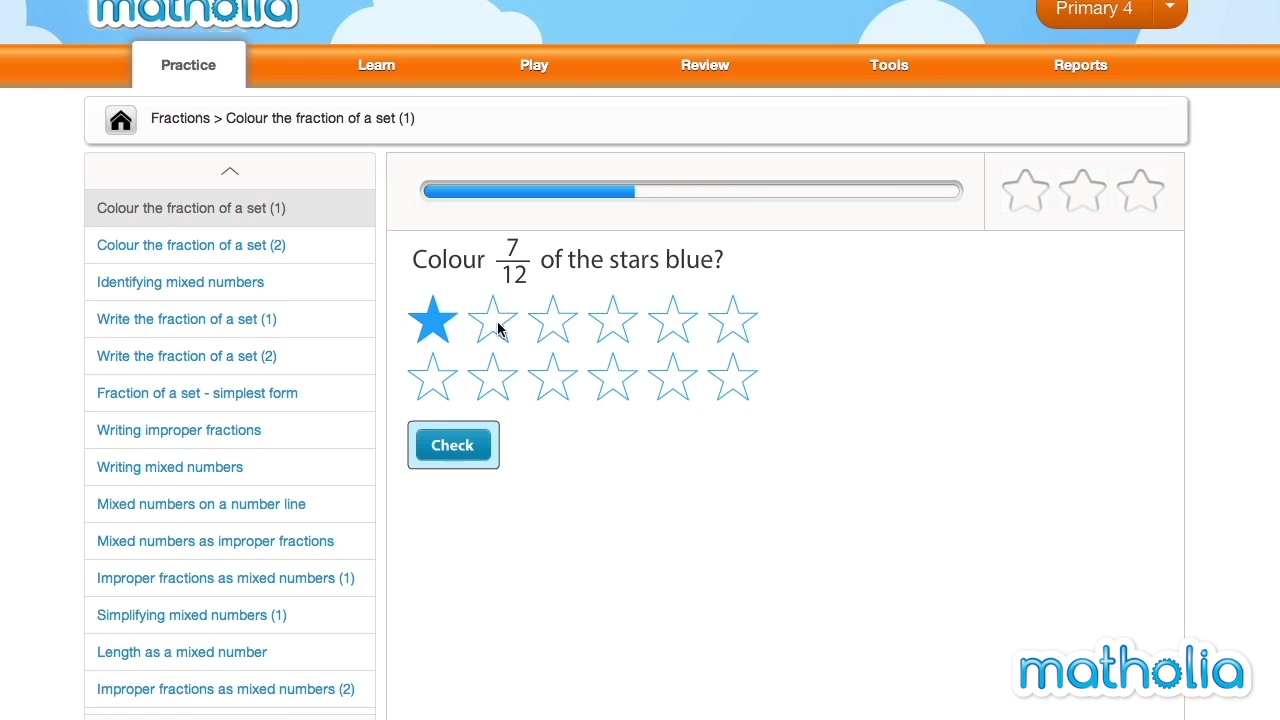 matholia
Primary 4
Practice
Learn
Play
Review
Tools
Reports
Fractions > Colour the fraction of a set (1)
Colour the fraction of a set (1)
Colour the fraction of a set (2)
Identifying mixed numbers
Write the fraction of a set (1)
Write the fraction of a set (2)
Fraction of a set - simplest form
Writing improper fractions
Writing mixed numbers
Mixed numbers on a number line
Mixed numbers as improper fractions
Improper fractions as mixed numbers (1)
Simplifying mixed numbers (1)
Length as a mixed number
Improper fractions as mixed numbers (2)
Colour 7/12 of the stars blue?
Check
matholia